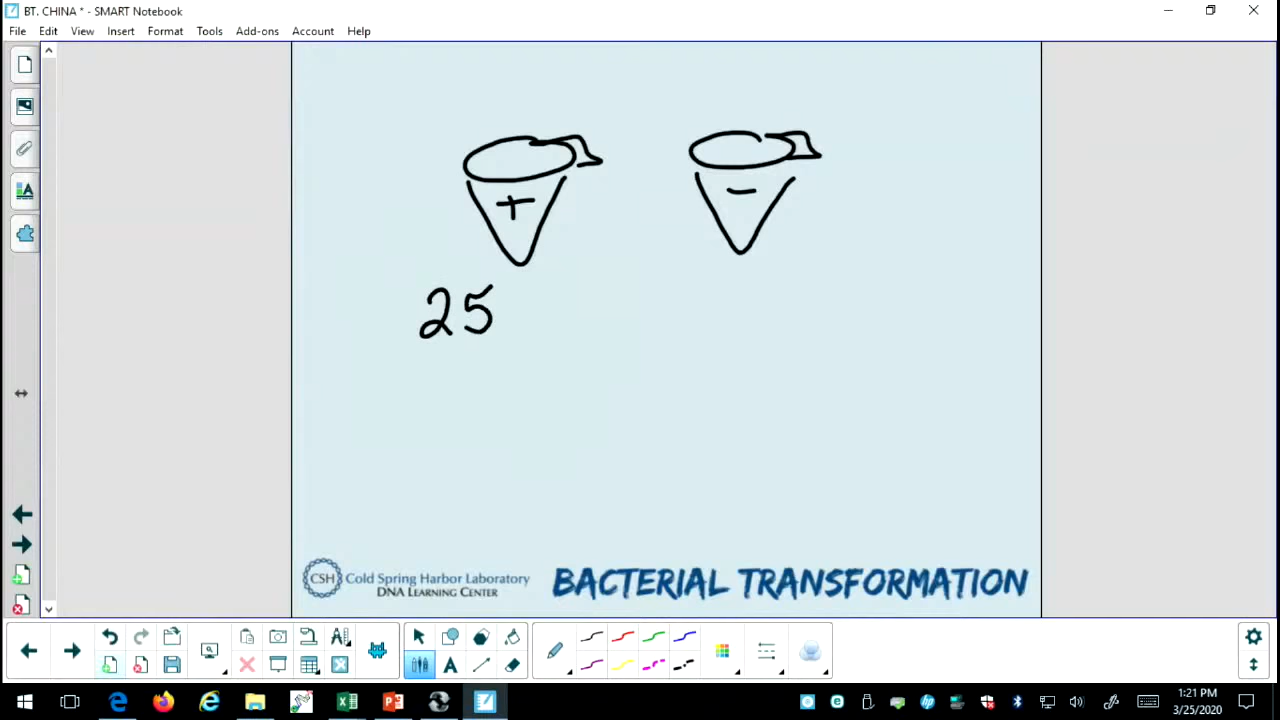 BT. CHINA * - SMART Notebook
File Edit View Insert Format Tools Add-ons Account Help
+ -
25
CSH Cold Spring Harbor Laboratory
DNA LEARNING CENTER
BACTERIAL TRANSFORMATION
1:21 PM
3/25/2020